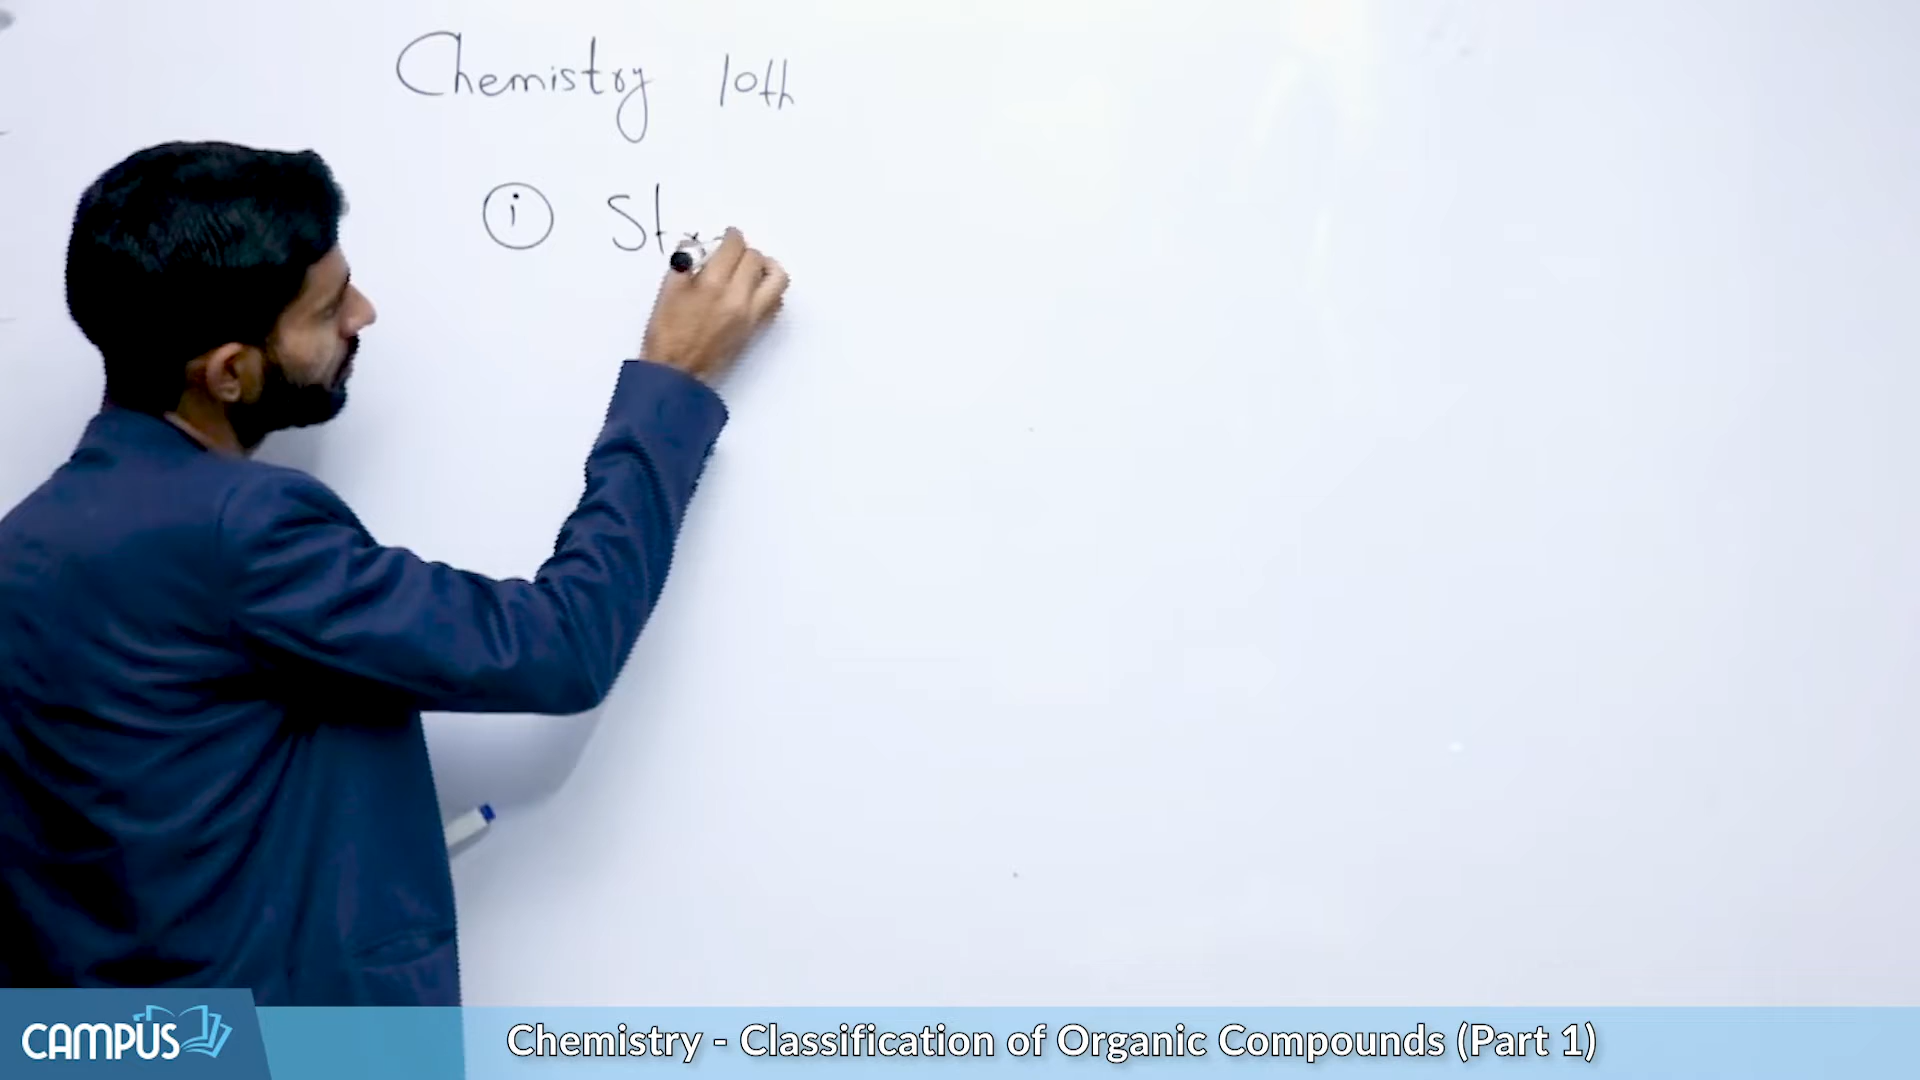 Chemistry 10th
i St
CAMPUS
Chemistry - Classification of Organic Compounds (Part 1)